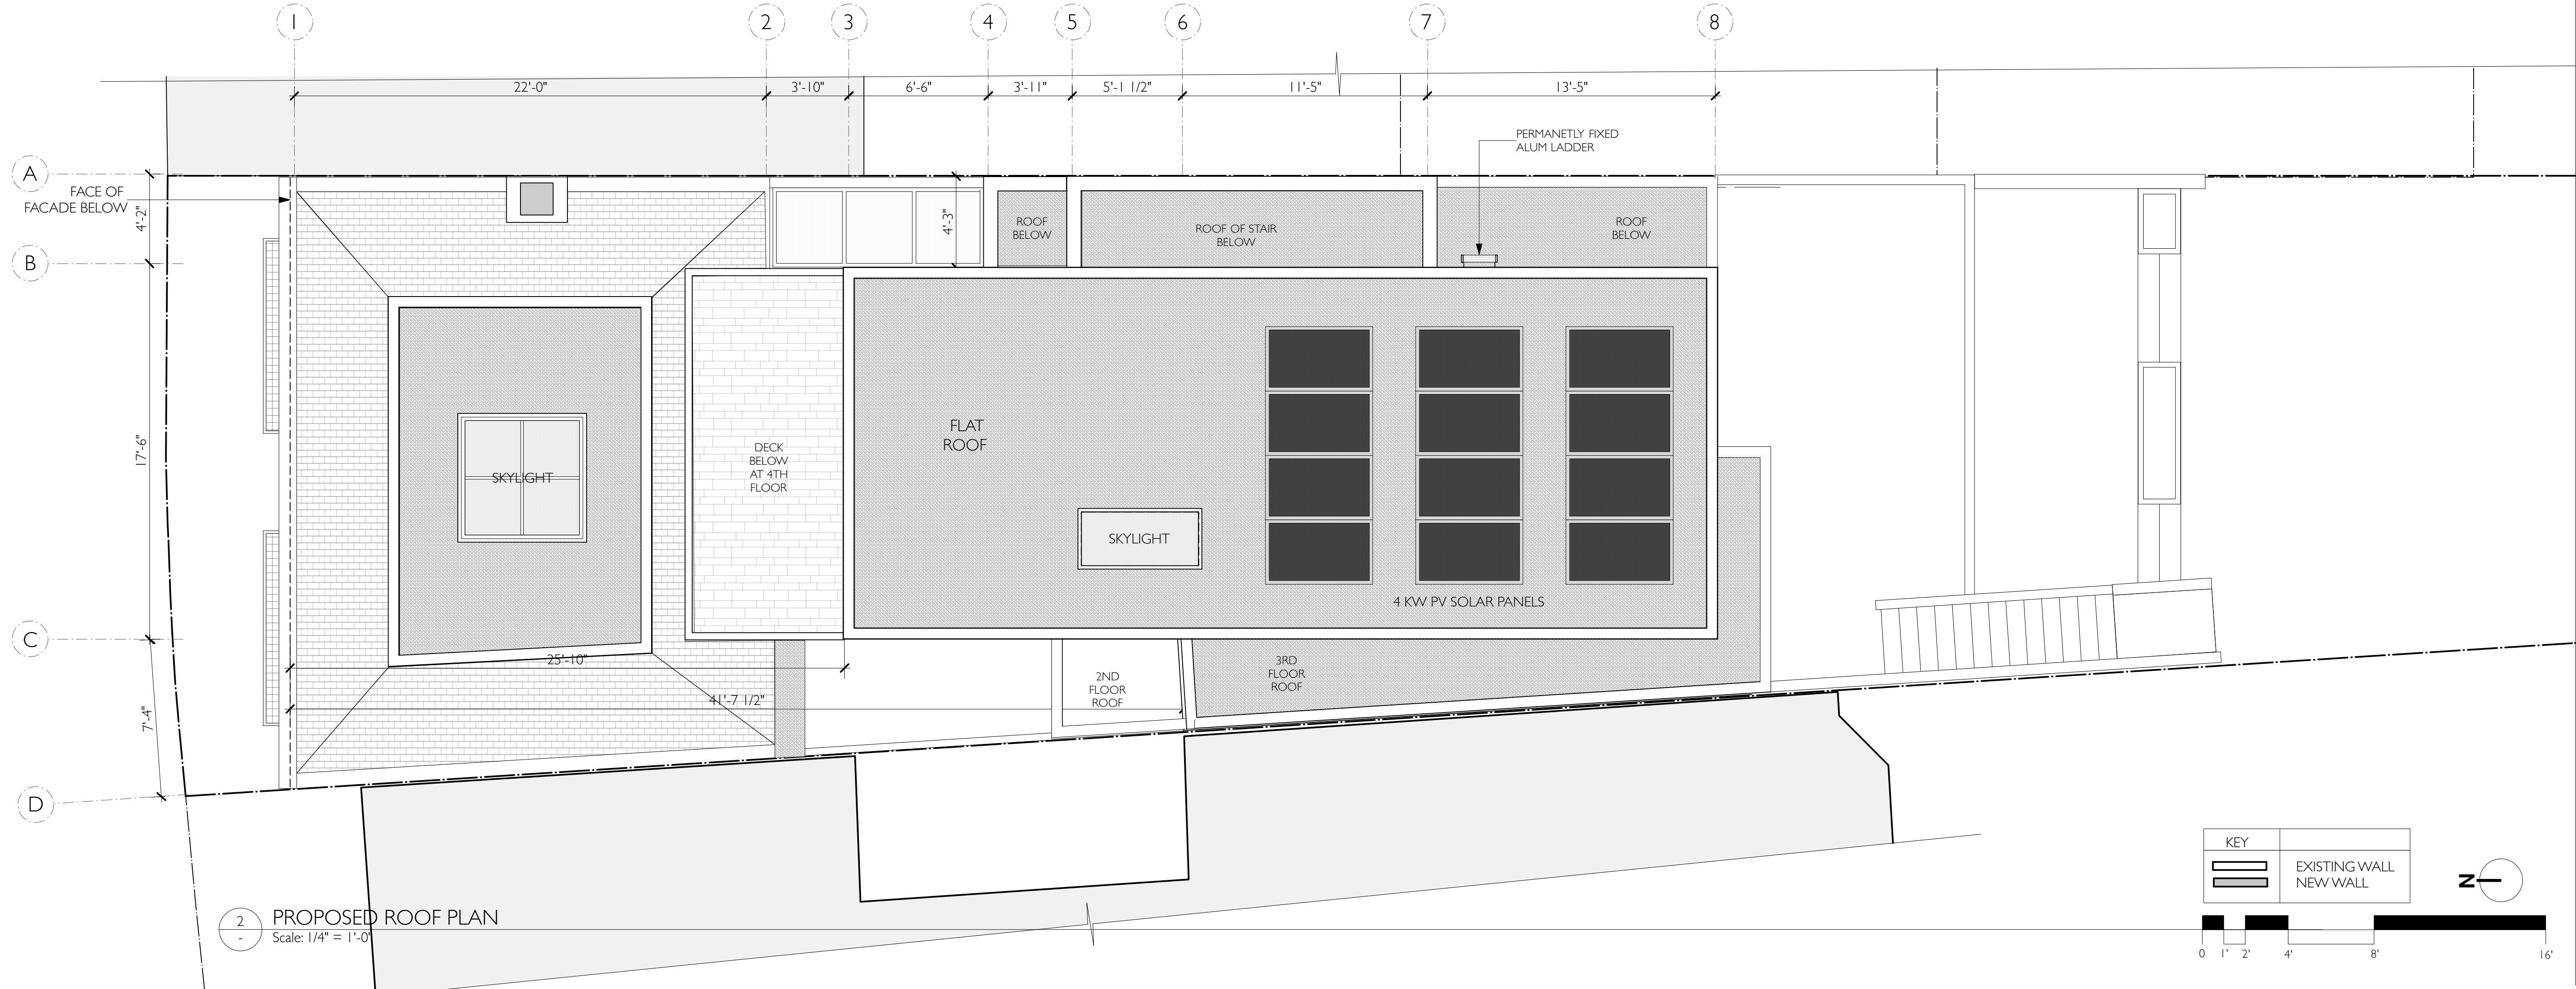 1 2 3 4 5 6 7 8
22'-0" 3'-10" 6'-6" 3'-11" 5'-1 1/2" 11'-5" 13'-5"
PERMANETLY FIXED
ALUM LADDER
A
FACE OF
FACADE BELOW
4'-2"
4'-3"
ROOF
BELOW
ROOF OF STAIR
BELOW
ROOF
BELOW
B
17'-6"
SKYLIGHT
DECK
BELOW
AT 4TH
FLOOR
FLAT
ROOF
SKYLIGHT
4 KW PV SOLAR PANELS
C
25'-10"
41'-7 1/2"
2ND
FLOOR
ROOF
3RD
FLOOR
ROOF
7'-4"
D
KEY
EXISTING WALL
NEW WALL
N
2
-
PROPOSED ROOF PLAN
Scale: 1/4" = 1'-0"
0 1' 2' 4' 8' 16'